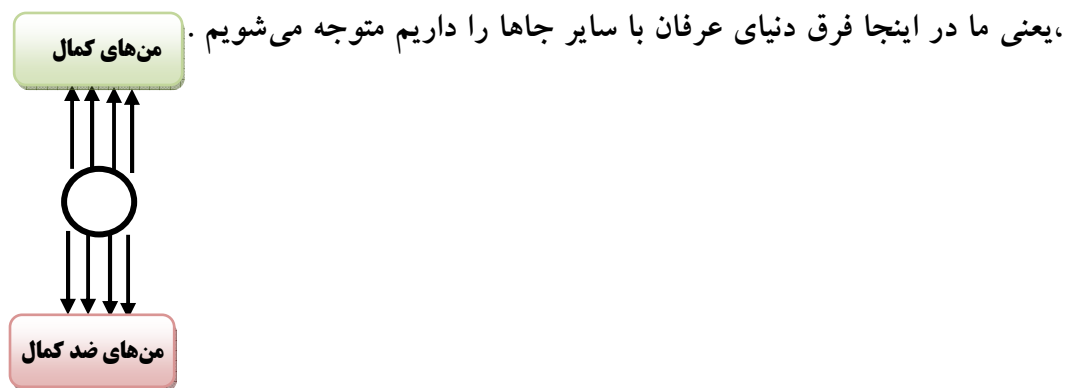 ،یعنی ما در اینجا فرق دنیای عرفان با سایر جاها را داریم متوجه می‌شویم .
من‌های کمال
من‌های ضد کمال